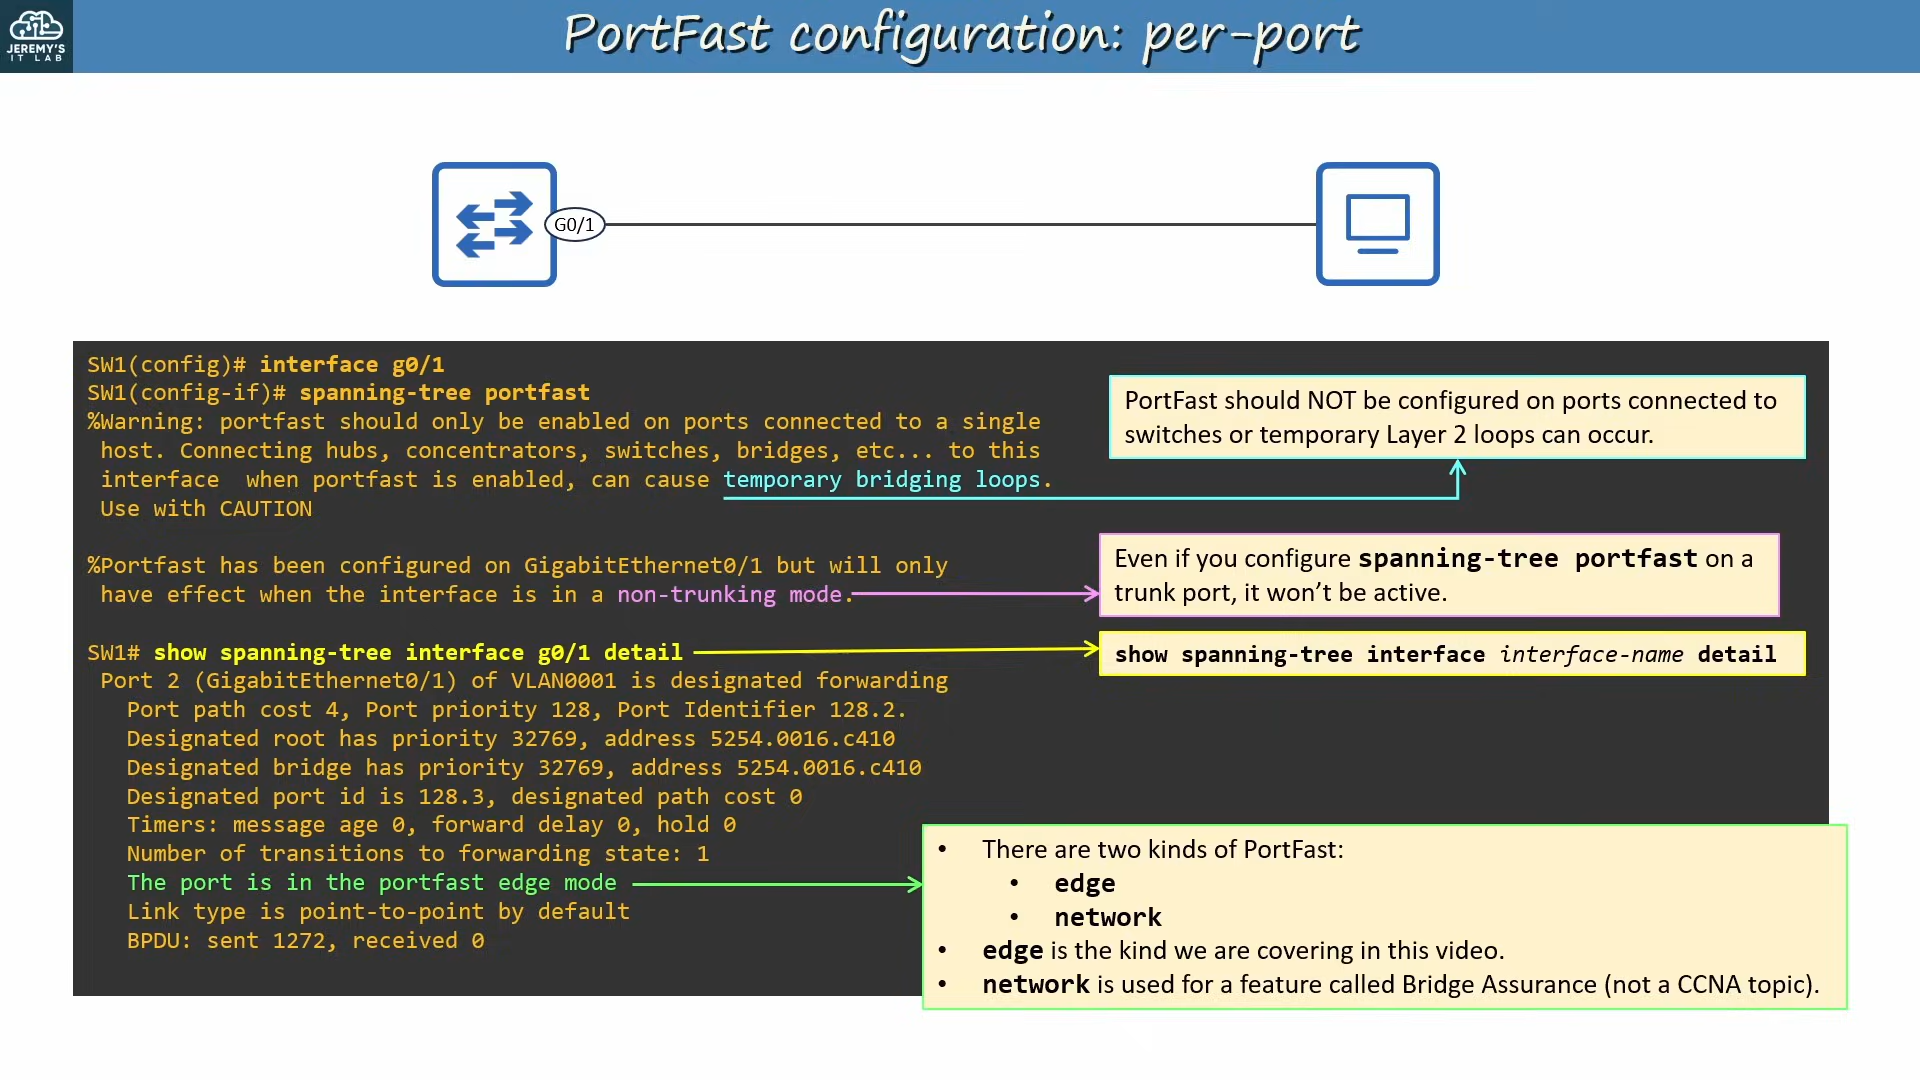 JEREMY'S
IT LAB
PortFast configuration: per-port
G0/1
SW1(config)# interface g0/1
SW1(config-if)# spanning-tree portfast
%Warning: portfast should only be enabled on ports connected to a single
host. Connecting hubs, concentrators, switches, bridges, etc... to this
interface  when portfast is enabled, can cause temporary bridging loops.
Use with CAUTION
PortFast should NOT be configured on ports connected to
switches or temporary Layer 2 loops can occur.
%Portfast has been configured on GigabitEthernet0/1 but will only
have effect when the interface is in a non-trunking mode.
Even if you configure spanning-tree portfast on a
trunk port, it won't be active.
SW1# show spanning-tree interface g0/1 detail
show spanning-tree interface interface-name detail
Port 2 (GigabitEthernet0/1) of VLAN0001 is designated forwarding
Port path cost 4, Port priority 128, Port Identifier 128.2.
Designated root has priority 32769, address 5254.0016.c410
Designated bridge has priority 32769, address 5254.0016.c410
Designated port id is 128.3, designated path cost 0
Timers: message age 0, forward delay 0, hold 0
Number of transitions to forwarding state: 1
The port is in the portfast edge mode
Link type is point-to-point by default
BPDU: sent 1272, received 0
• There are two kinds of PortFast:
• edge
• network
• edge is the kind we are covering in this video.
• network is used for a feature called Bridge Assurance (not a CCNA topic).